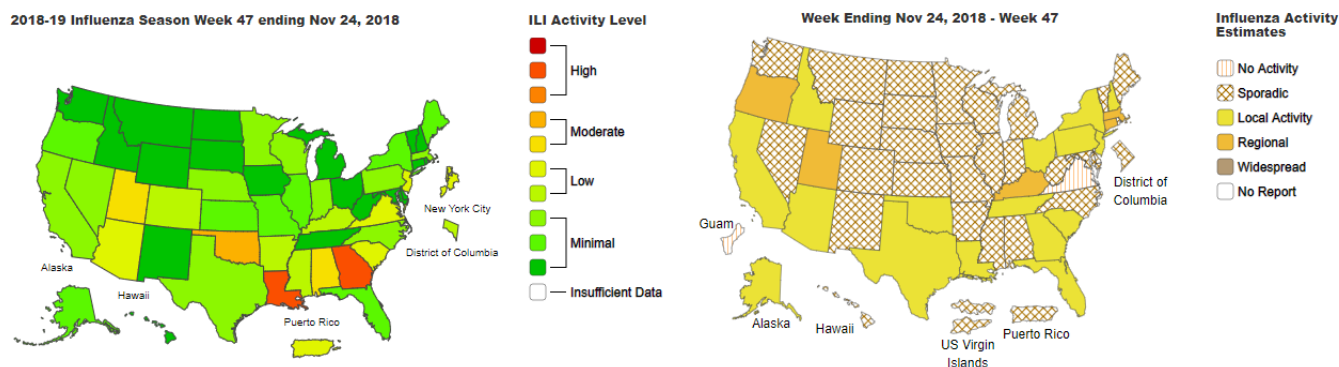 2018-19 Influenza Season Week 47 ending Nov 24, 2018
ILI Activity Level
High
Moderate
Low
Minimal
Insufficient Data
New York City
District of Columbia
Alaska
Hawaii
Puerto Rico
Week Ending Nov 24, 2018 - Week 47
Influenza Activity
Estimates
No Activity
Sporadic
Local Activity
Regional
Widespread
No Report
District of
Columbia
Guam
Alaska
Hawaii
US Virgin
Islands
Puerto Rico